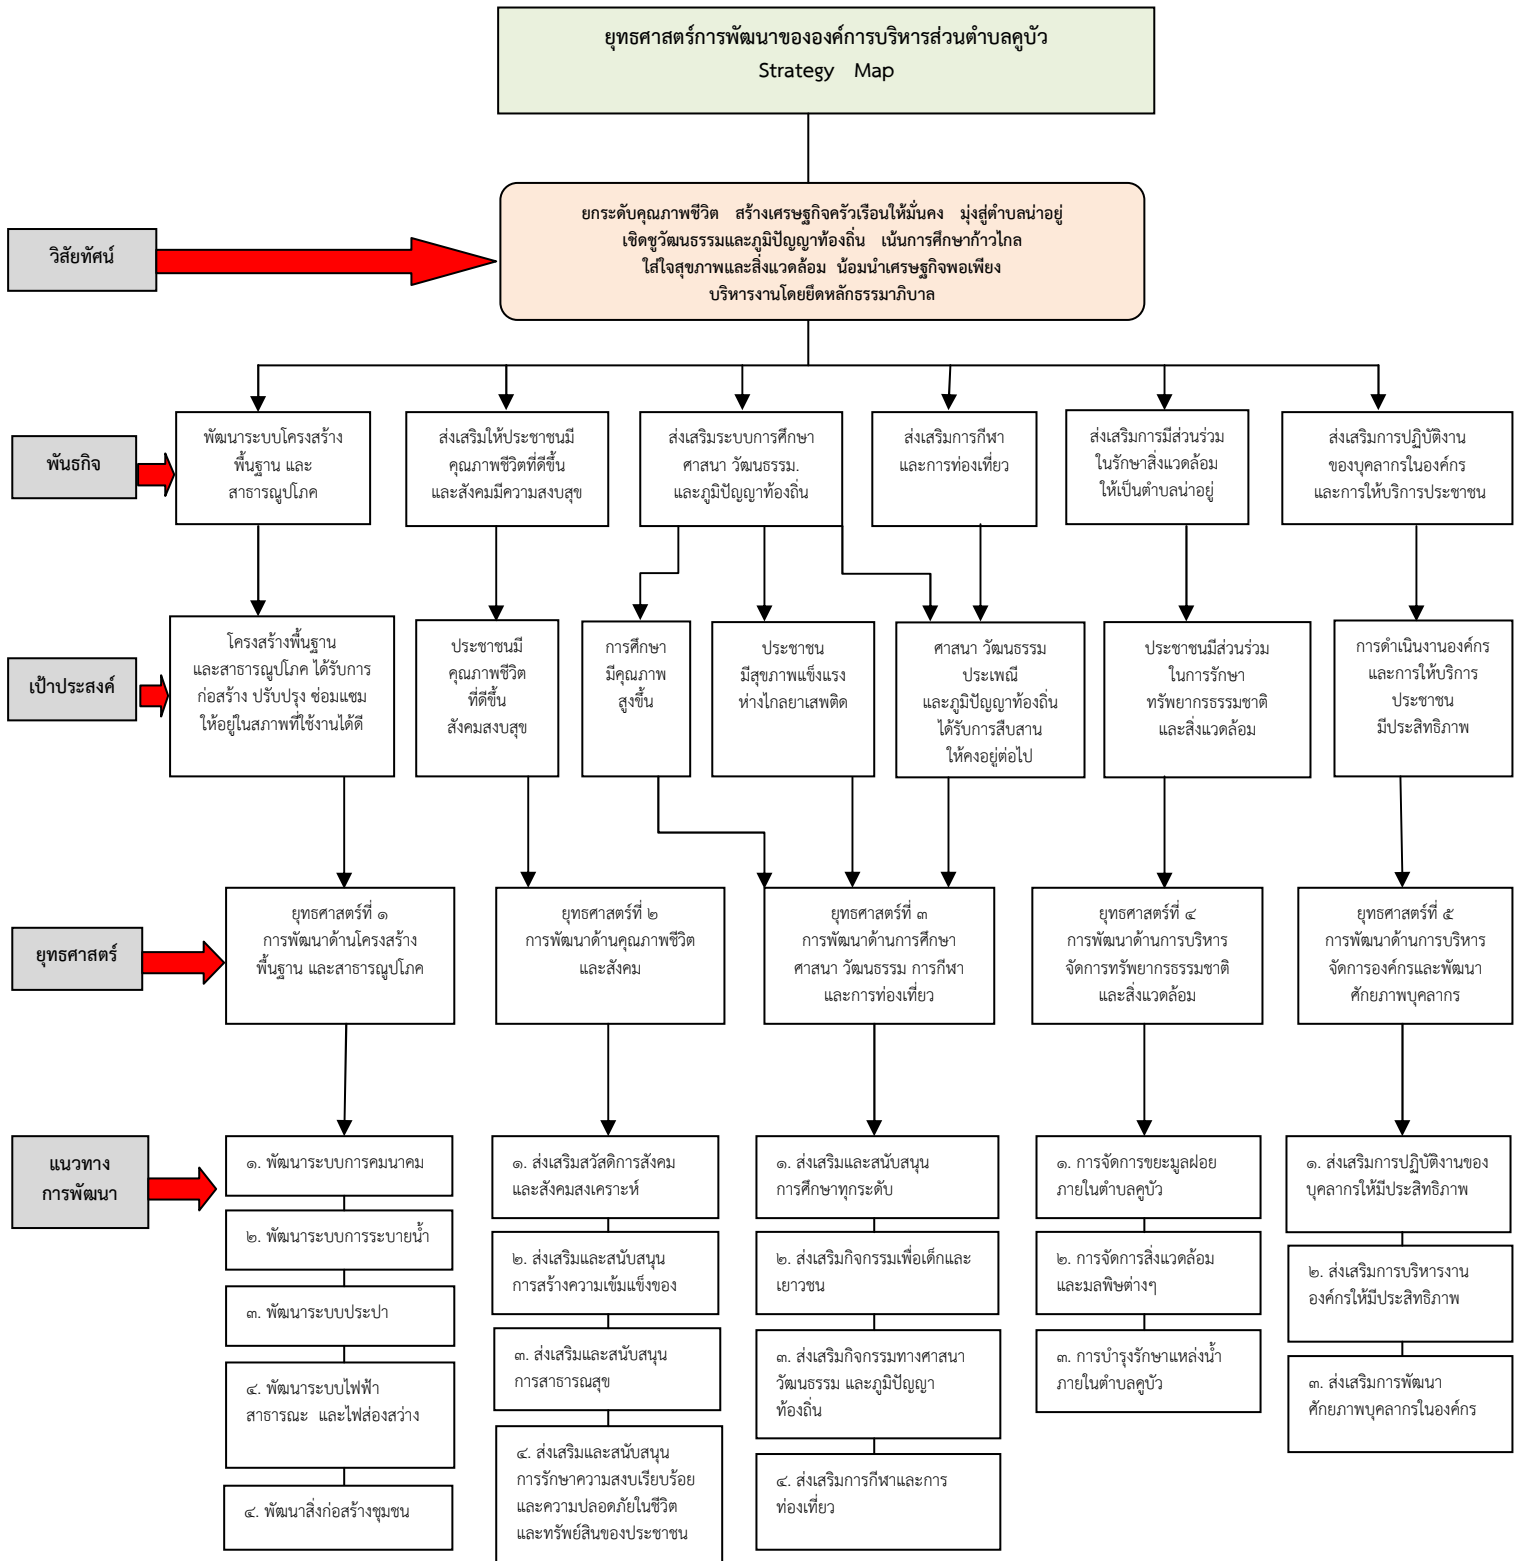 ยุทธศาสตร์การพัฒนาขององค์การบริหารส่วนตำบลคูบัว
Strategy Map
วิสัยทัศน์
ยกระดับคุณภาพชีวิต สร้างเศรษฐกิจครัวเรือนให้มั่นคง มุ่งสู่ตำบลน่าอยู่
เชิดชูวัฒนธรรมและภูมิปัญญาท้องถิ่น เน้นการศึกษาก้าวไกล
ใส่ใจสุขภาพและสิ่งแวดล้อม น้อมนำเศรษฐกิจพอเพียง
บริหารงานโดยยึดหลักธรรมาภิบาล
พันธกิจ
พัฒนาระบบโครงสร้าง
พื้นฐาน และ
สาธารณูปโภค
ส่งเสริมให้ประชาชนมี
คุณภาพชีวิตที่ดีขึ้น
และสังคมมีความสงบสุข
ส่งเสริมระบบการศึกษา
ศาสนา วัฒนธรรม.
และภูมิปัญญาท้องถิ่น
ส่งเสริมการกีฬา
และการท่องเที่ยว
ส่งเสริมการมีส่วนร่วม
ในรักษาสิ่งแวดล้อม
ให้เป็นตำบลน่าอยู่
ส่งเสริมการปฏิบัติงาน
ของบุคลากรในองค์กร
และการให้บริการประชาชน
เป้าประสงค์
โครงสร้างพื้นฐาน
และสาธารณูปโภค ได้รับการ
ก่อสร้าง ปรับปรุง ซ่อมแซม
ให้อยู่ในสภาพที่ใช้งานได้ดี
ประชาชนมี
คุณภาพชีวิต
ที่ดีขึ้น
สังคมสงบสุข
การศึกษา
มีคุณภาพ
สูงขึ้น
ประชาชน
มีสุขภาพแข็งแรง
ห่างไกลยาเสพติด
ศาสนา วัฒนธรรม
ประเพณี
และภูมิปัญญาท้องถิ่น
ได้รับการสืบสาน
ให้คงอยู่ต่อไป
ประชาชนมีส่วนร่วม
ในการรักษา
ทรัพยากรธรรมชาติ
และสิ่งแวดล้อม
การดำเนินงานองค์กร
และการให้บริการ
ประชาชน
มีประสิทธิภาพ
ยุทธศาสตร์
ยุทธศาสตร์ที่ ๑
การพัฒนาด้านโครงสร้าง
พื้นฐาน และสาธารณูปโภค
ยุทธศาสตร์ที่ ๒
การพัฒนาด้านคุณภาพชีวิต
และสังคม
ยุทธศาสตร์ที่ ๓
การพัฒนาด้านการศึกษา
ศาสนา วัฒนธรรม การกีฬา
และการท่องเที่ยว
ยุทธศาสตร์ที่ ๔
การพัฒนาด้านการบริหาร
จัดการทรัพยากรธรรมชาติ
และสิ่งแวดล้อม
ยุทธศาสตร์ที่ ๕
การพัฒนาด้านการบริหาร
จัดการองค์กรและพัฒนา
ศักยภาพบุคลากร
แนวทาง
การพัฒนา
๑. พัฒนาระบบการคมนาคม
๒. พัฒนาระบบการระบายน้ำ
๓. พัฒนาระบบประปา
๔. พัฒนาระบบไฟฟ้า
สาธารณะ และไฟส่องสว่าง
๔. พัฒนาสิ่งก่อสร้างชุมชน
๑. ส่งเสริมสวัสดิการสังคม
และสังคมสงเคราะห์
๒. ส่งเสริมและสนับสนุน
การสร้างความเข้มแข็งของ
๓. ส่งเสริมและสนับสนุน
การสาธารณสุข
๔. ส่งเสริมและสนับสนุน
การรักษาความสงบเรียบร้อย
และความปลอดภัยในชีวิต
และทรัพย์สินของประชาชน
๑. ส่งเสริมและสนับสนุน
การศึกษาทุกระดับ
๒. ส่งเสริมกิจกรรมเพื่อเด็กและ
เยาวชน
๓. ส่งเสริมกิจกรรมทางศาสนา
วัฒนธรรม และภูมิปัญญา
ท้องถิ่น
๔. ส่งเสริมการกีฬาและการ
ท่องเที่ยว
๑. การจัดการขยะมูลฝอย
ภายในตำบลคูบัว
๒. การจัดการสิ่งแวดล้อม
และมลพิษต่างๆ
๓. การบำรุงรักษาแหล่งน้ำ
ภายในตำบลคูบัว
๑. ส่งเสริมการปฏิบัติงานของ
บุคลากรให้มีประสิทธิภาพ
๒. ส่งเสริมการบริหารงาน
องค์กรให้มีประสิทธิภาพ
๓. ส่งเสริมการพัฒนา
ศักยภาพบุคลากรในองค์กร